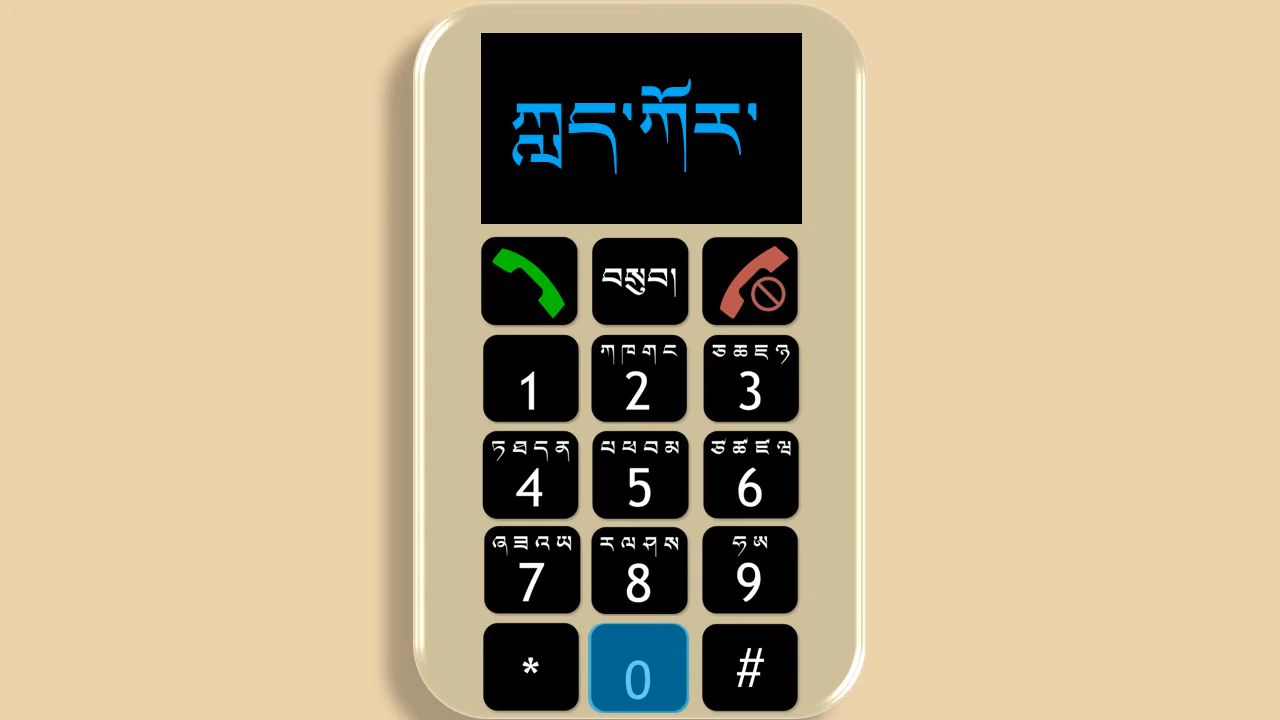 ཀླད་ཀོར་
བསུབ།
1
ཀ ཁ ག ང
2
ཅ ཆ ཇ ཉ
3
ཏ ཐ ད ན
4
པ ཕ བ མ
5
ཙ ཚ ཛ ཝ
6
ཞ ཟ འ ཡ
7
ར ལ ཤ ས
8
ཧ ཨ
9
*
0
#